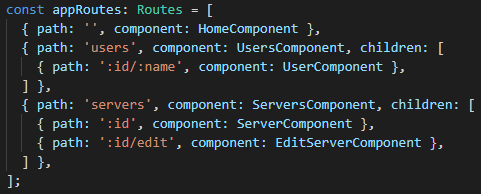 const appRoutes: Routes = [
  { path: '', component: HomeComponent },
  { path: 'users', component: UsersComponent, children: [
    { path: ':id/:name', component: UserComponent },
  ] },
  { path: 'servers', component: ServersComponent, children: [
    { path: ':id', component: ServerComponent },
    { path: ':id/edit', component: EditServerComponent },
  ] },
];